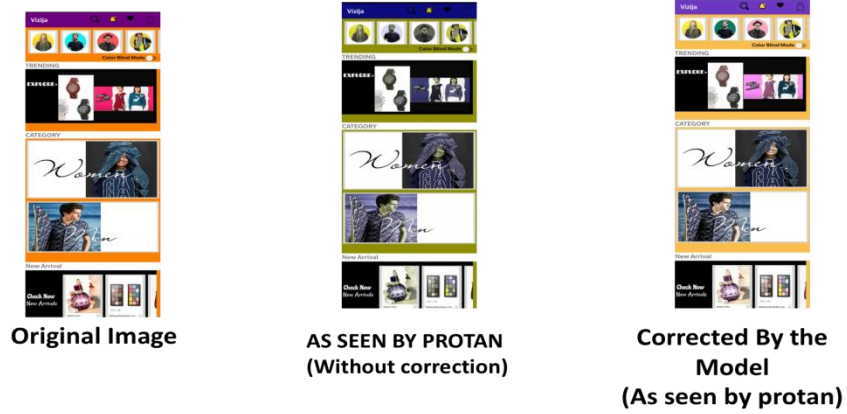 Vizija
Color Blind Mode
TRENDING
EXPLORE-
CATEGORY
Women
Men
New Arrival
Check Now
New Arrivals
Original Image
Vizija
Color Blind Mode
TRENDING
EXPLORE-
CATEGORY
Women
Men
New Arrival
Check Now
New Arrivals
AS SEEN BY PROTAN
(Without correction)
Vizija
Color Blind Mode
TRENDING
EXPLORE-
CATEGORY
Women
Men
New Arrival
Check Now
New Arrivals
Corrected By the
Model
(As seen by protan)